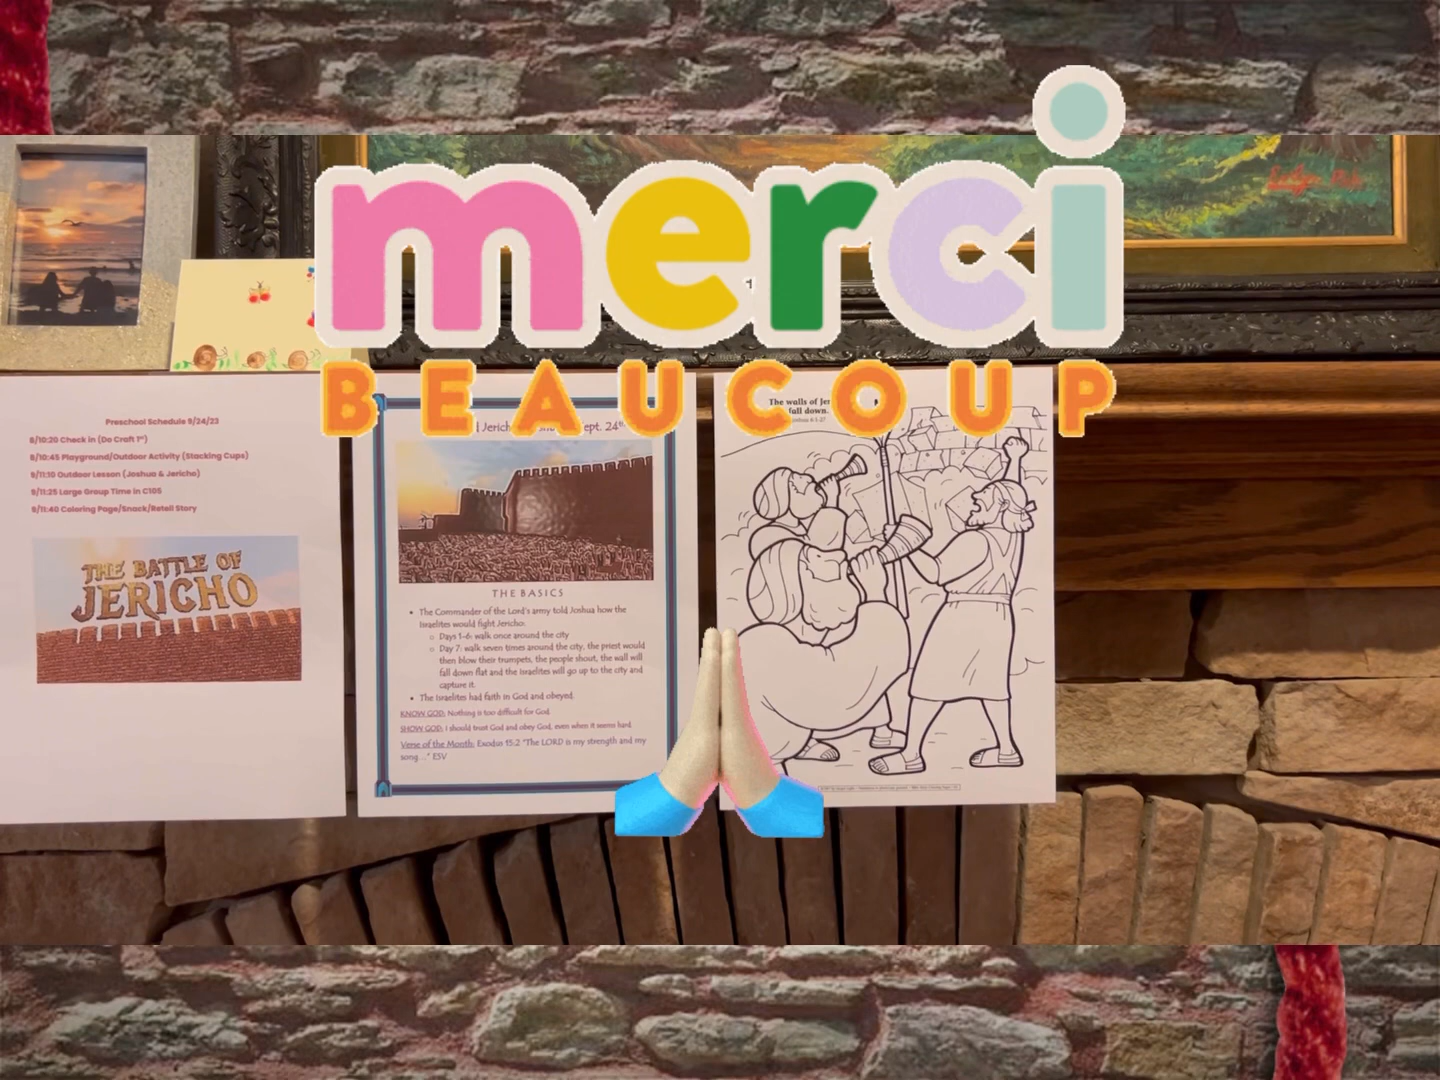 merci
BEAUCOUP
Preschool Schedule 9/24/23
9/10:20 Check in (Do Craft 1st)
9/10:45 Playground/Outdoor Activity (Stacking Cups)
9/11:10 Outdoor Lesson (Joshua & Jericho)
9/11:25 Large Group Time in C105
9/11:40 Coloring Page/Snack/Retell Story
THE BATTLE OF
JERICHO
Jeric
ept. 24th
THE BASICS
• The Commander of the Lord's army told Joshua how the
Israelites would fight Jericho:
Days 1-6: walk once around the city
Day 7: walk seven times around the city, the priest would
then blow their trumpets, the people shout, the wall will
fall down flat and the Israelites will go up to the city and
capture it.
• The Israelites had faith in God and obeyed.
KNOW GOD: Nothing is too difficult for God.
SHOW GOD: I should trust God and obey God, even when it seems hard.
Verse of the Month: Exodus 15:2 "The LORD is my strength and my
song..." ESV
The walls of Jer
fall down.